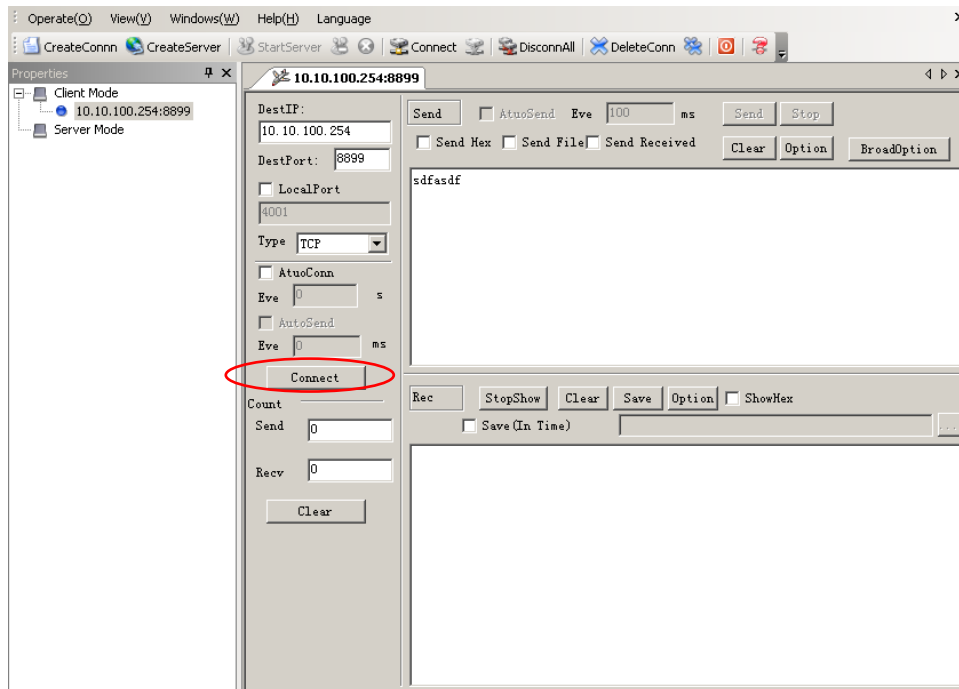 Operate(O) View(V) Windows(W) Help(H) Language
CreateConnn CreateServer StartServer Connect DisconnAll DeleteConn
Properties
Client Mode
10.10.100.254:8899
Server Mode
10.10.100.254:8899
DestIP:
10.10.100.254
DestPort: 8899
LocalPort
4001
Type TCP
AtuoConn
Eve 0 s
AutoSend
Eve 0 ms
Connect
Count
Send 0
Recv 0
Clear
Send AtuoSend Eve 100 ms Send Stop
Send Hex Send File Send Received Clear Option BroadOption
sdfasdf
Rec StopShow Clear Save Option ShowHex
Save(In Time) ...